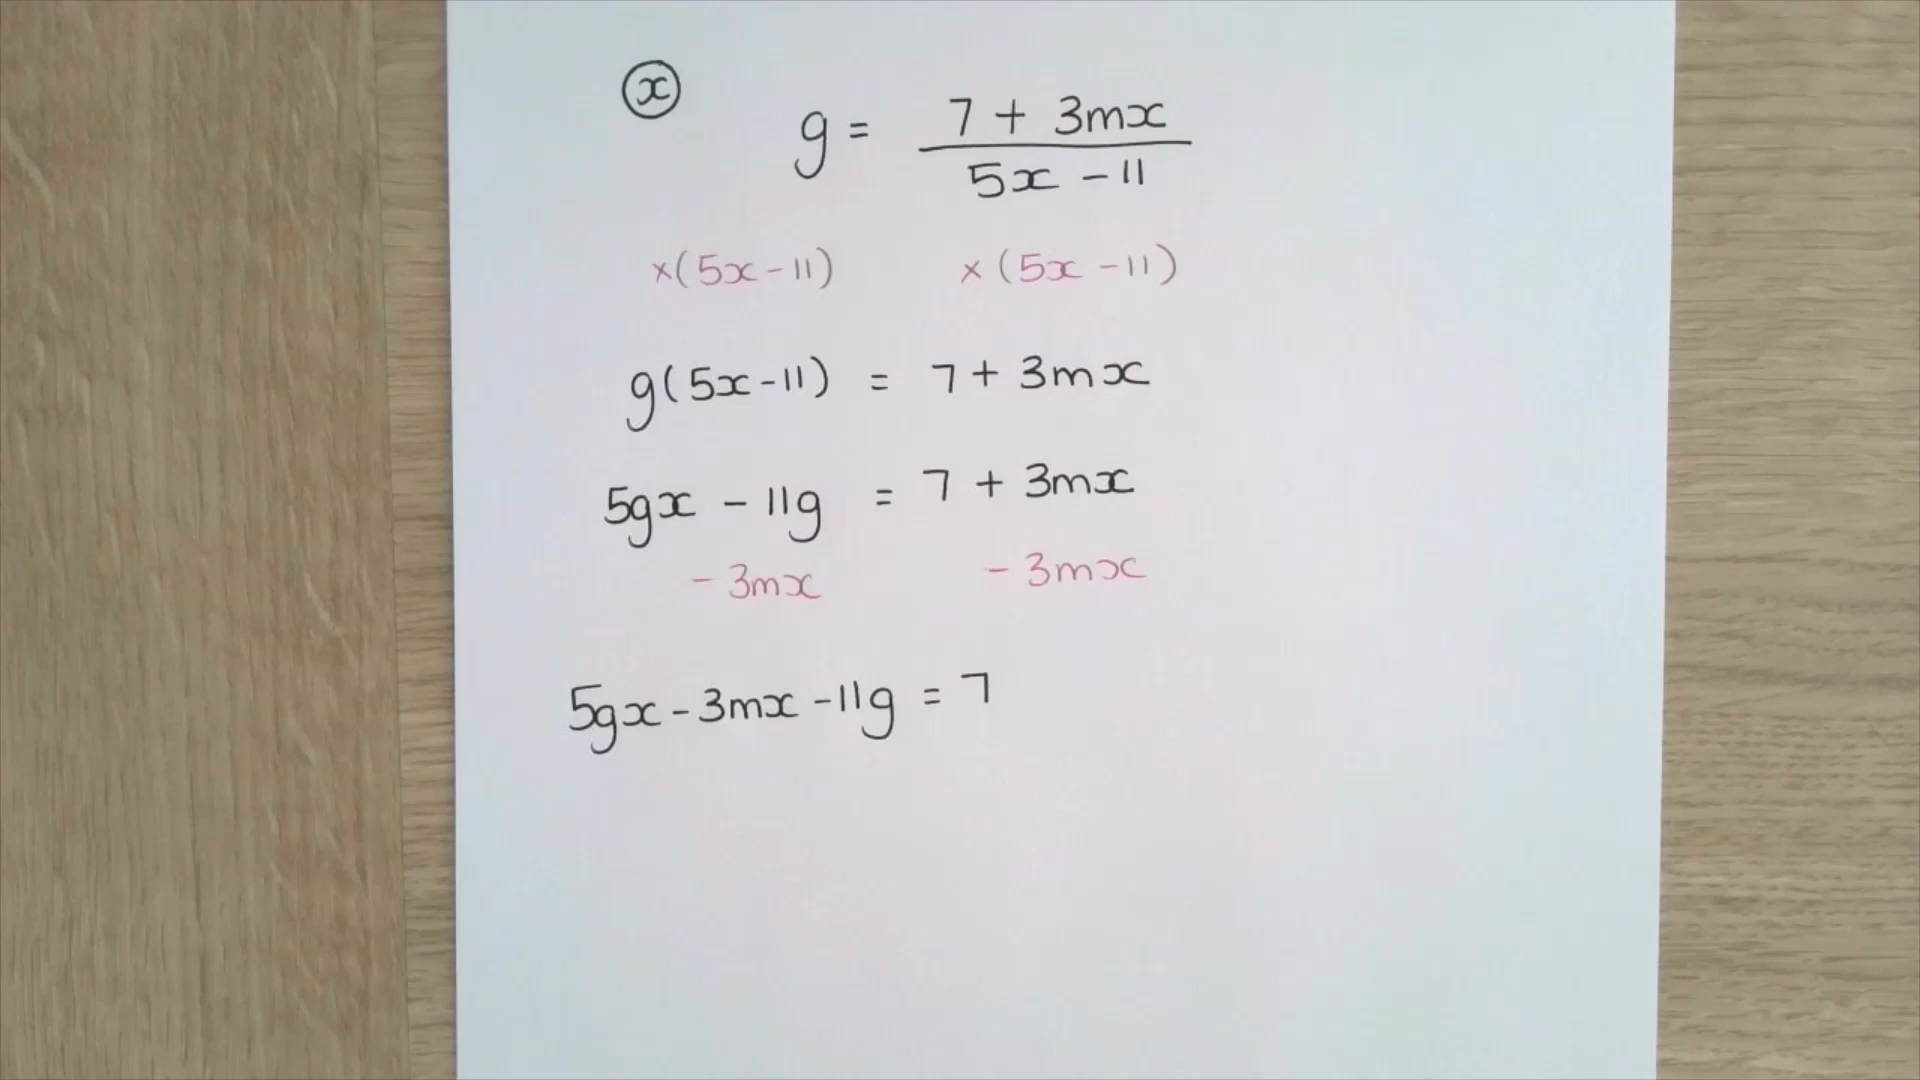 x
g = (7 + 3mx)/(5x - 11)
×(5x - 11) ×(5x - 11)
g(5x - 11) = 7 + 3mx
5gx - 11g = 7 + 3mx
- 3mx - 3mx
5gx - 3mx - 11g = 7